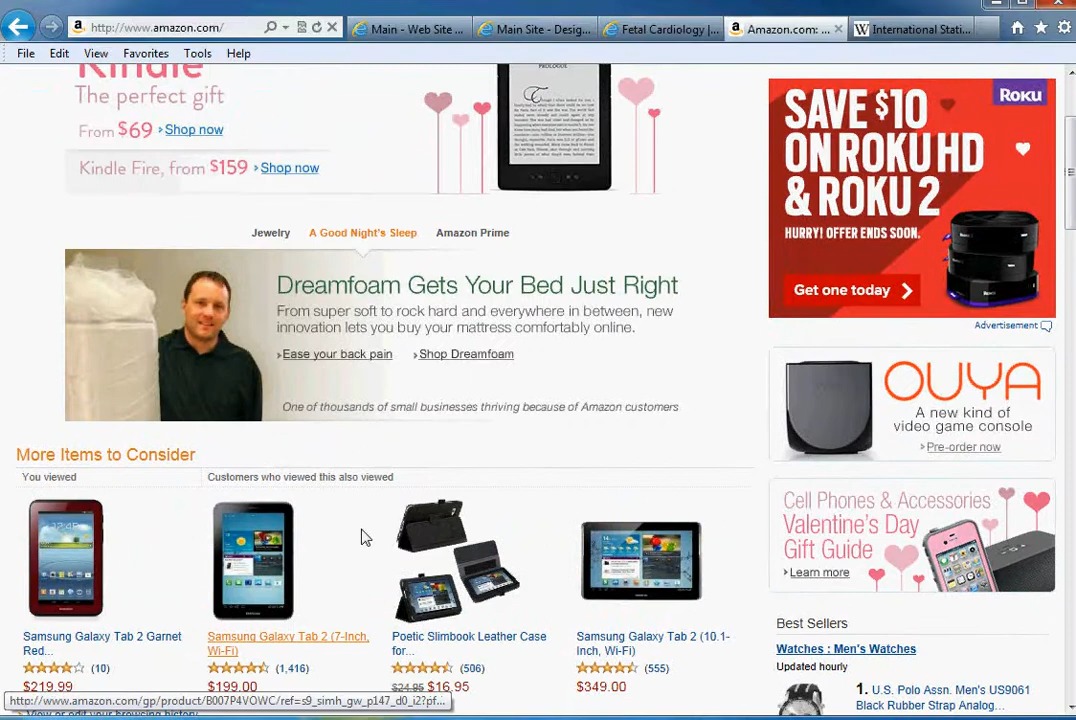 http://www.amazon.com/
Main - Web Site ...
Main Site - Desig...
Fetal Cardiology | ...
Amazon.com: ...
International Stati...
File Edit View Favorites Tools Help
Kindle
The perfect gift
From $69 Shop now
Kindle Fire, from $159 Shop now
PROLOGUE
Roku
SAVE $10
ON ROKU HD
& ROKU 2
HURRY! OFFER ENDS SOON.
Get one today
Advertisement
Jewelry A Good Night's Sleep Amazon Prime
Dreamfoam Gets Your Bed Just Right
From super soft to rock hard and everywhere in between, new
innovation lets you buy your mattress comfortably online.
Ease your back pain Shop Dreamfoam
One of thousands of small businesses thriving because of Amazon customers
OUYA
A new kind of
video game console
Pre-order now
More Items to Consider
You viewed Customers who viewed this also viewed
Samsung Galaxy Tab 2 Garnet
Red...
(10)
$219.99
Samsung Galaxy Tab 2 (7-Inch,
Wi-Fi)
(1,416)
$199.00
Poetic Slimbook Leather Case
for...
(506)
$24.95 $16.95
Samsung Galaxy Tab 2 (10.1-
Inch, Wi-Fi)
(555)
$349.00
Cell Phones & Accessories
Valentine's Day
Gift Guide
Learn more
Best Sellers
Watches : Men's Watches
Updated hourly
1. U.S. Polo Assn. Men's US9061
Black Rubber Strap Analog...
http://www.amazon.com/gp/product/B007P4VOWC/ref=s9_simh_gw_p147_d0_i2?pf...
View or edit your browsing history